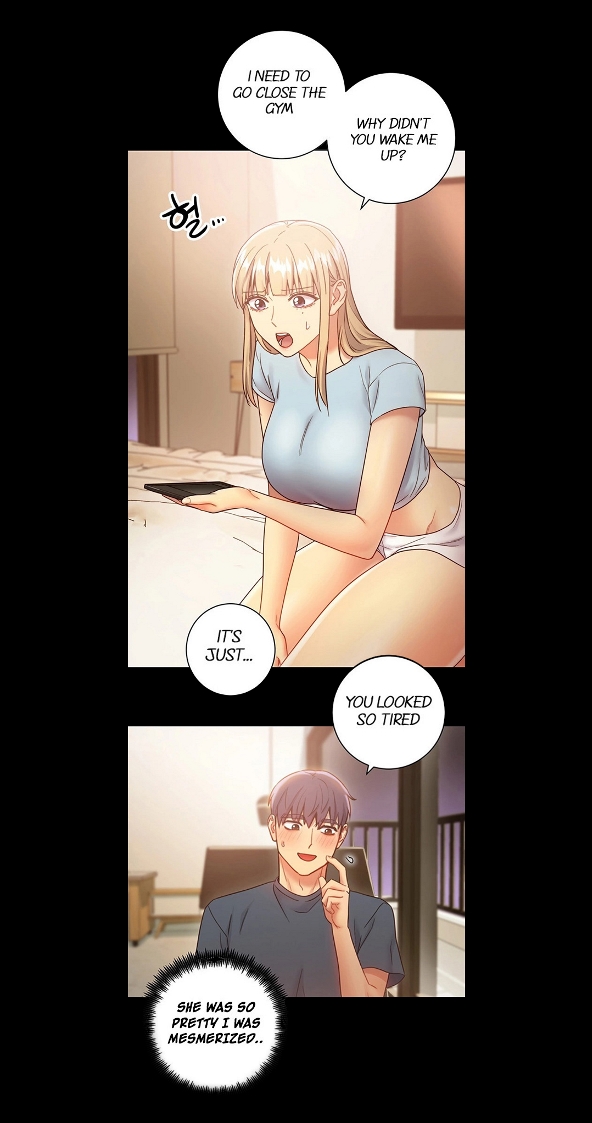 I NEED TO
GO CLOSE THE
GYM
WHY DIDN'T
YOU WAKE ME
UP?
헐...
IT'S
JUST...
YOU LOOKED
SO TIRED
SHE WAS SO
PRETTY I WAS
MESMERIZED..